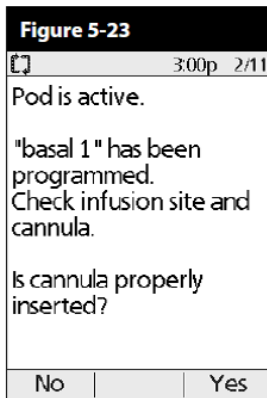 Figure 5-23
3:00p 2/11
Pod is active.
"basal 1" has been
programmed.
Check infusion site and
cannula.
Is cannula properly
inserted?
No Yes